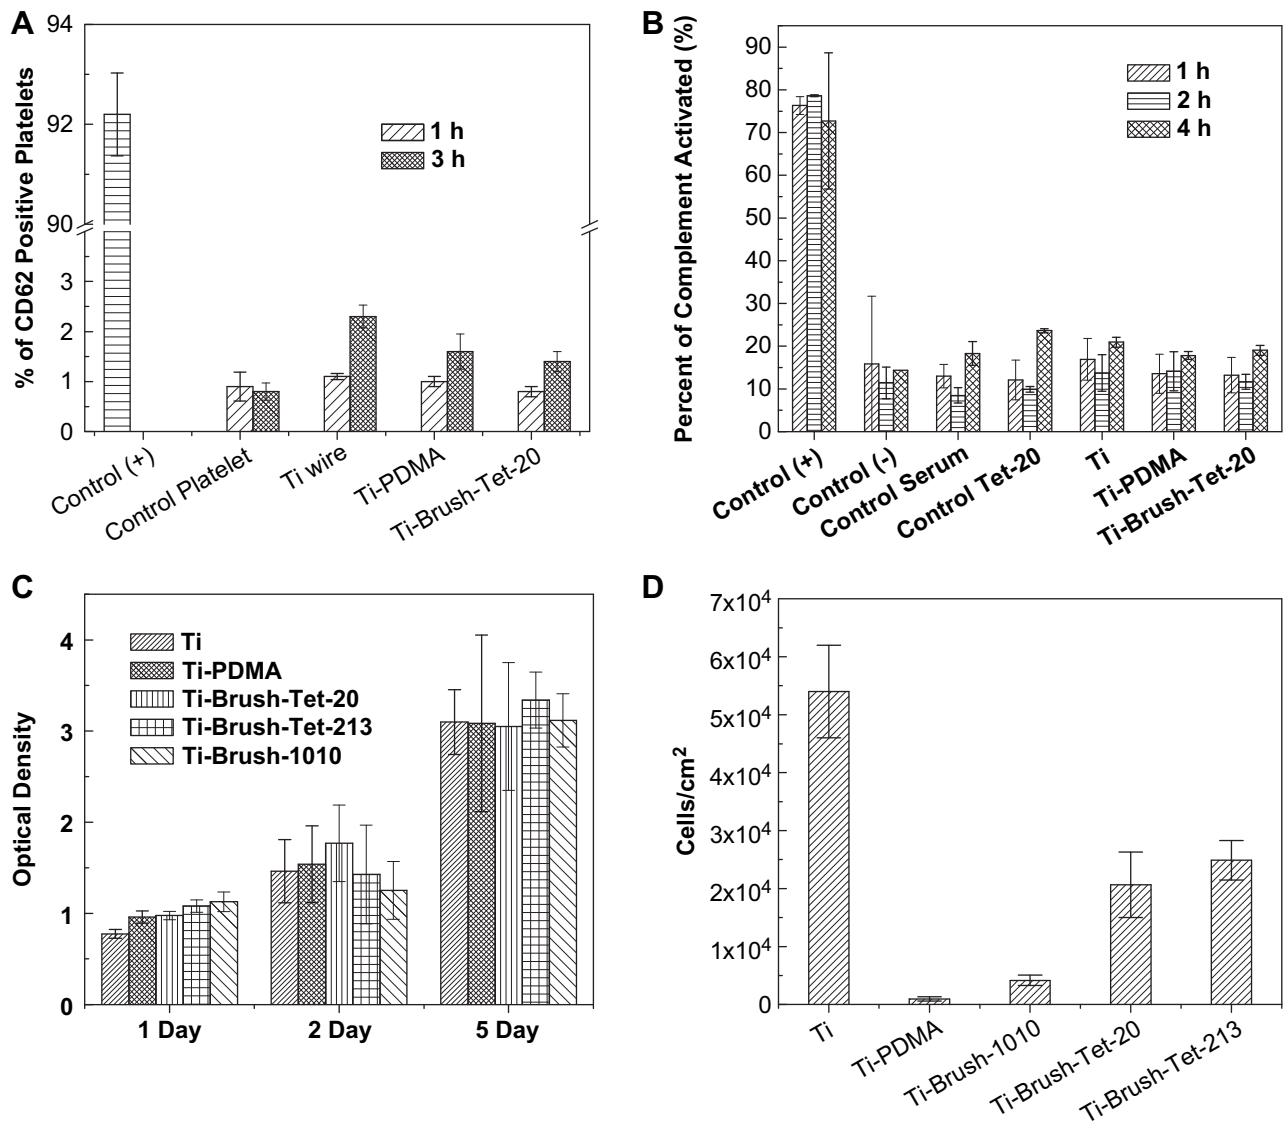 A
% of CD62 Positive Platelets
94
92
90
3
2
1
0
1 h
3 h
Control (+)
Control Platelet
Ti wire
Ti-PDMA
Ti-Brush-Tet-20
B
Percent of Complement Activated (%)
90
80
70
60
50
40
30
20
10
0
1 h
2 h
4 h
Control (+)
Control (-)
Control Serum
Control Tet-20
Ti
Ti-PDMA
Ti-Brush-Tet-20
C
Optical Density
4
3
2
1
0
Ti
Ti-PDMA
Ti-Brush-Tet-20
Ti-Brush-Tet-213
Ti-Brush-1010
1 Day
2 Day
5 Day
D
Cells/cm²
7x10⁴
6x10⁴
5x10⁴
4x10⁴
3x10⁴
2x10⁴
1x10⁴
0
Ti
Ti-PDMA
Ti-Brush-1010
Ti-Brush-Tet-20
Ti-Brush-Tet-213